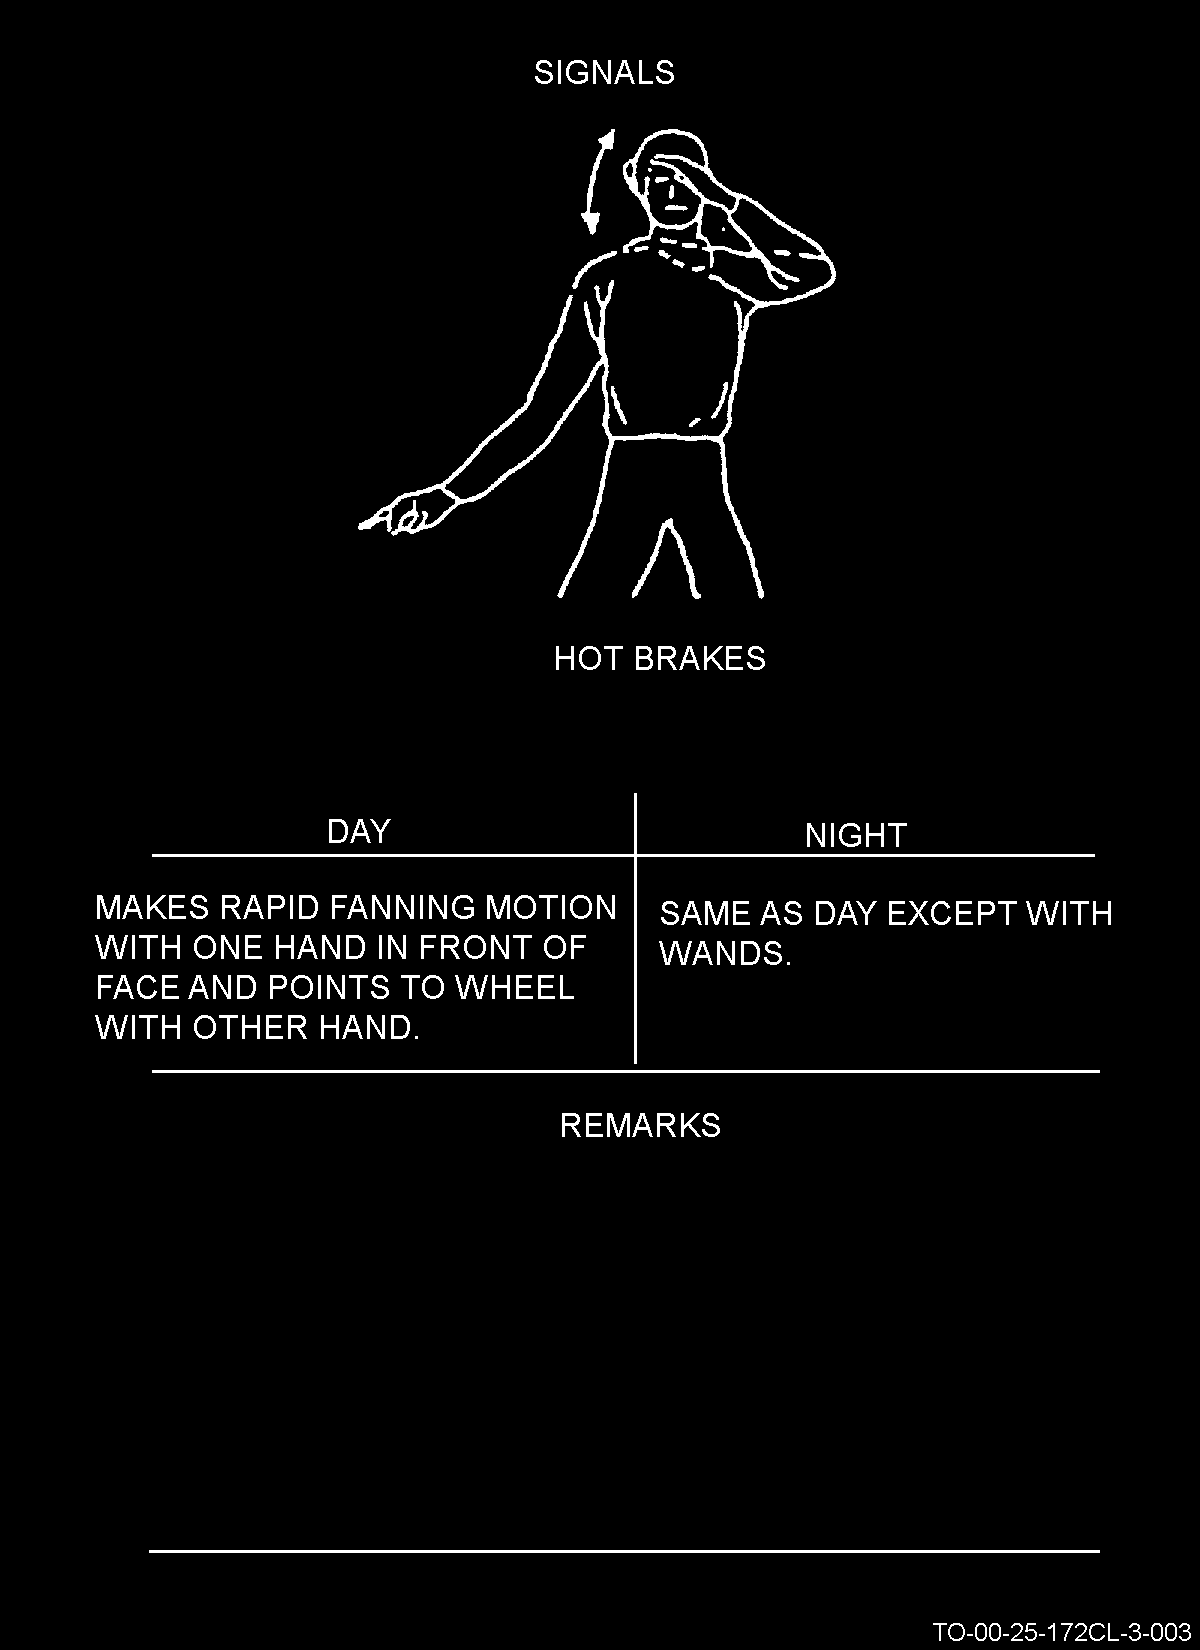 SIGNALS
HOT BRAKES
DAY
NIGHT
MAKES RAPID FANNING MOTION
WITH ONE HAND IN FRONT OF
FACE AND POINTS TO WHEEL
WITH OTHER HAND.
SAME AS DAY EXCEPT WITH
WANDS.
REMARKS
TO-00-25-172CL-3-003